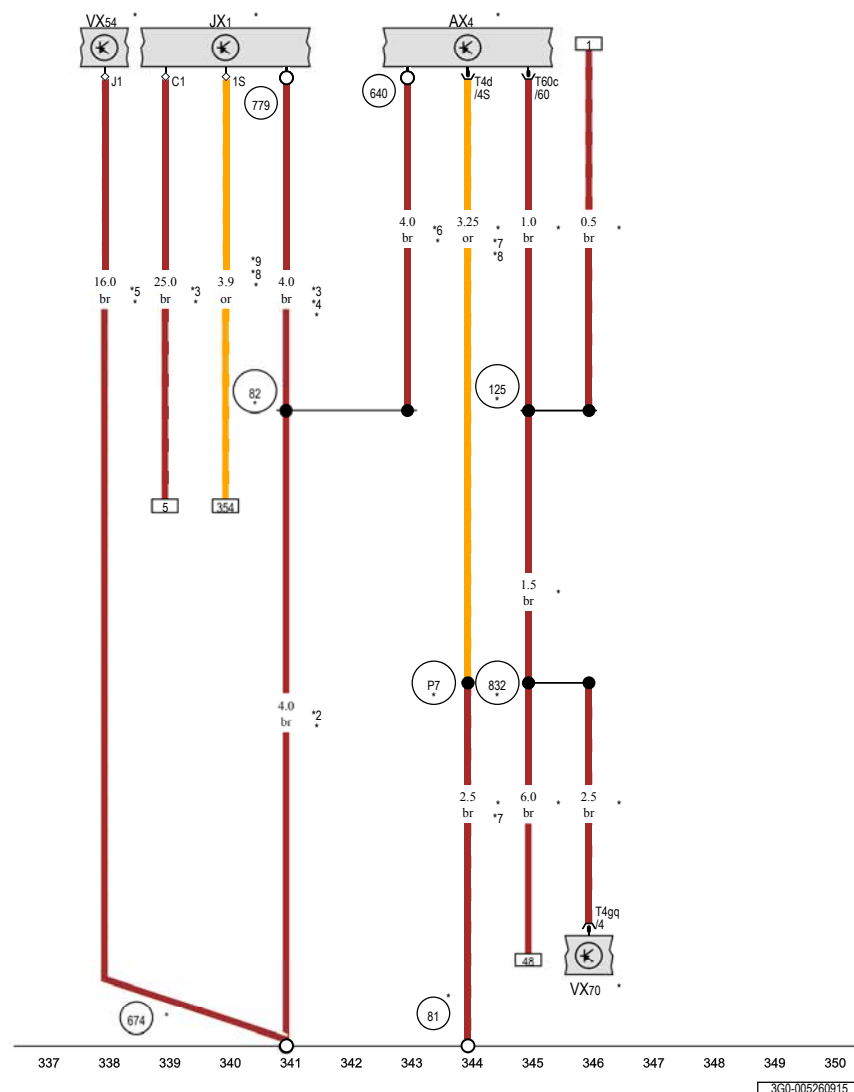 VX54 *
JX1 *
AX4 *
1
J1
C1
1S
779
640
T4d
/4S
T60c
/60
4.0
br
*6
*
3.25
or
*
*7
*8
1.0
br
*
0.5
br
*
16.0
br
*5
*
25.0
br
*3
*
3.9
or
*9
*8
*
4.0
br
*3
*4
*
82
*
125
*
5
354
1.5
br
*
P7
*
832
*
4.0
br
*2
*
2.5
br
*
*7
6.0
br
*
2.5
br
*
T4gq
/4
48
VX70 *
674 *
81 *
337 338 339 340 341 342 343 344 345 346 347 348 349 350
3G0-005260915